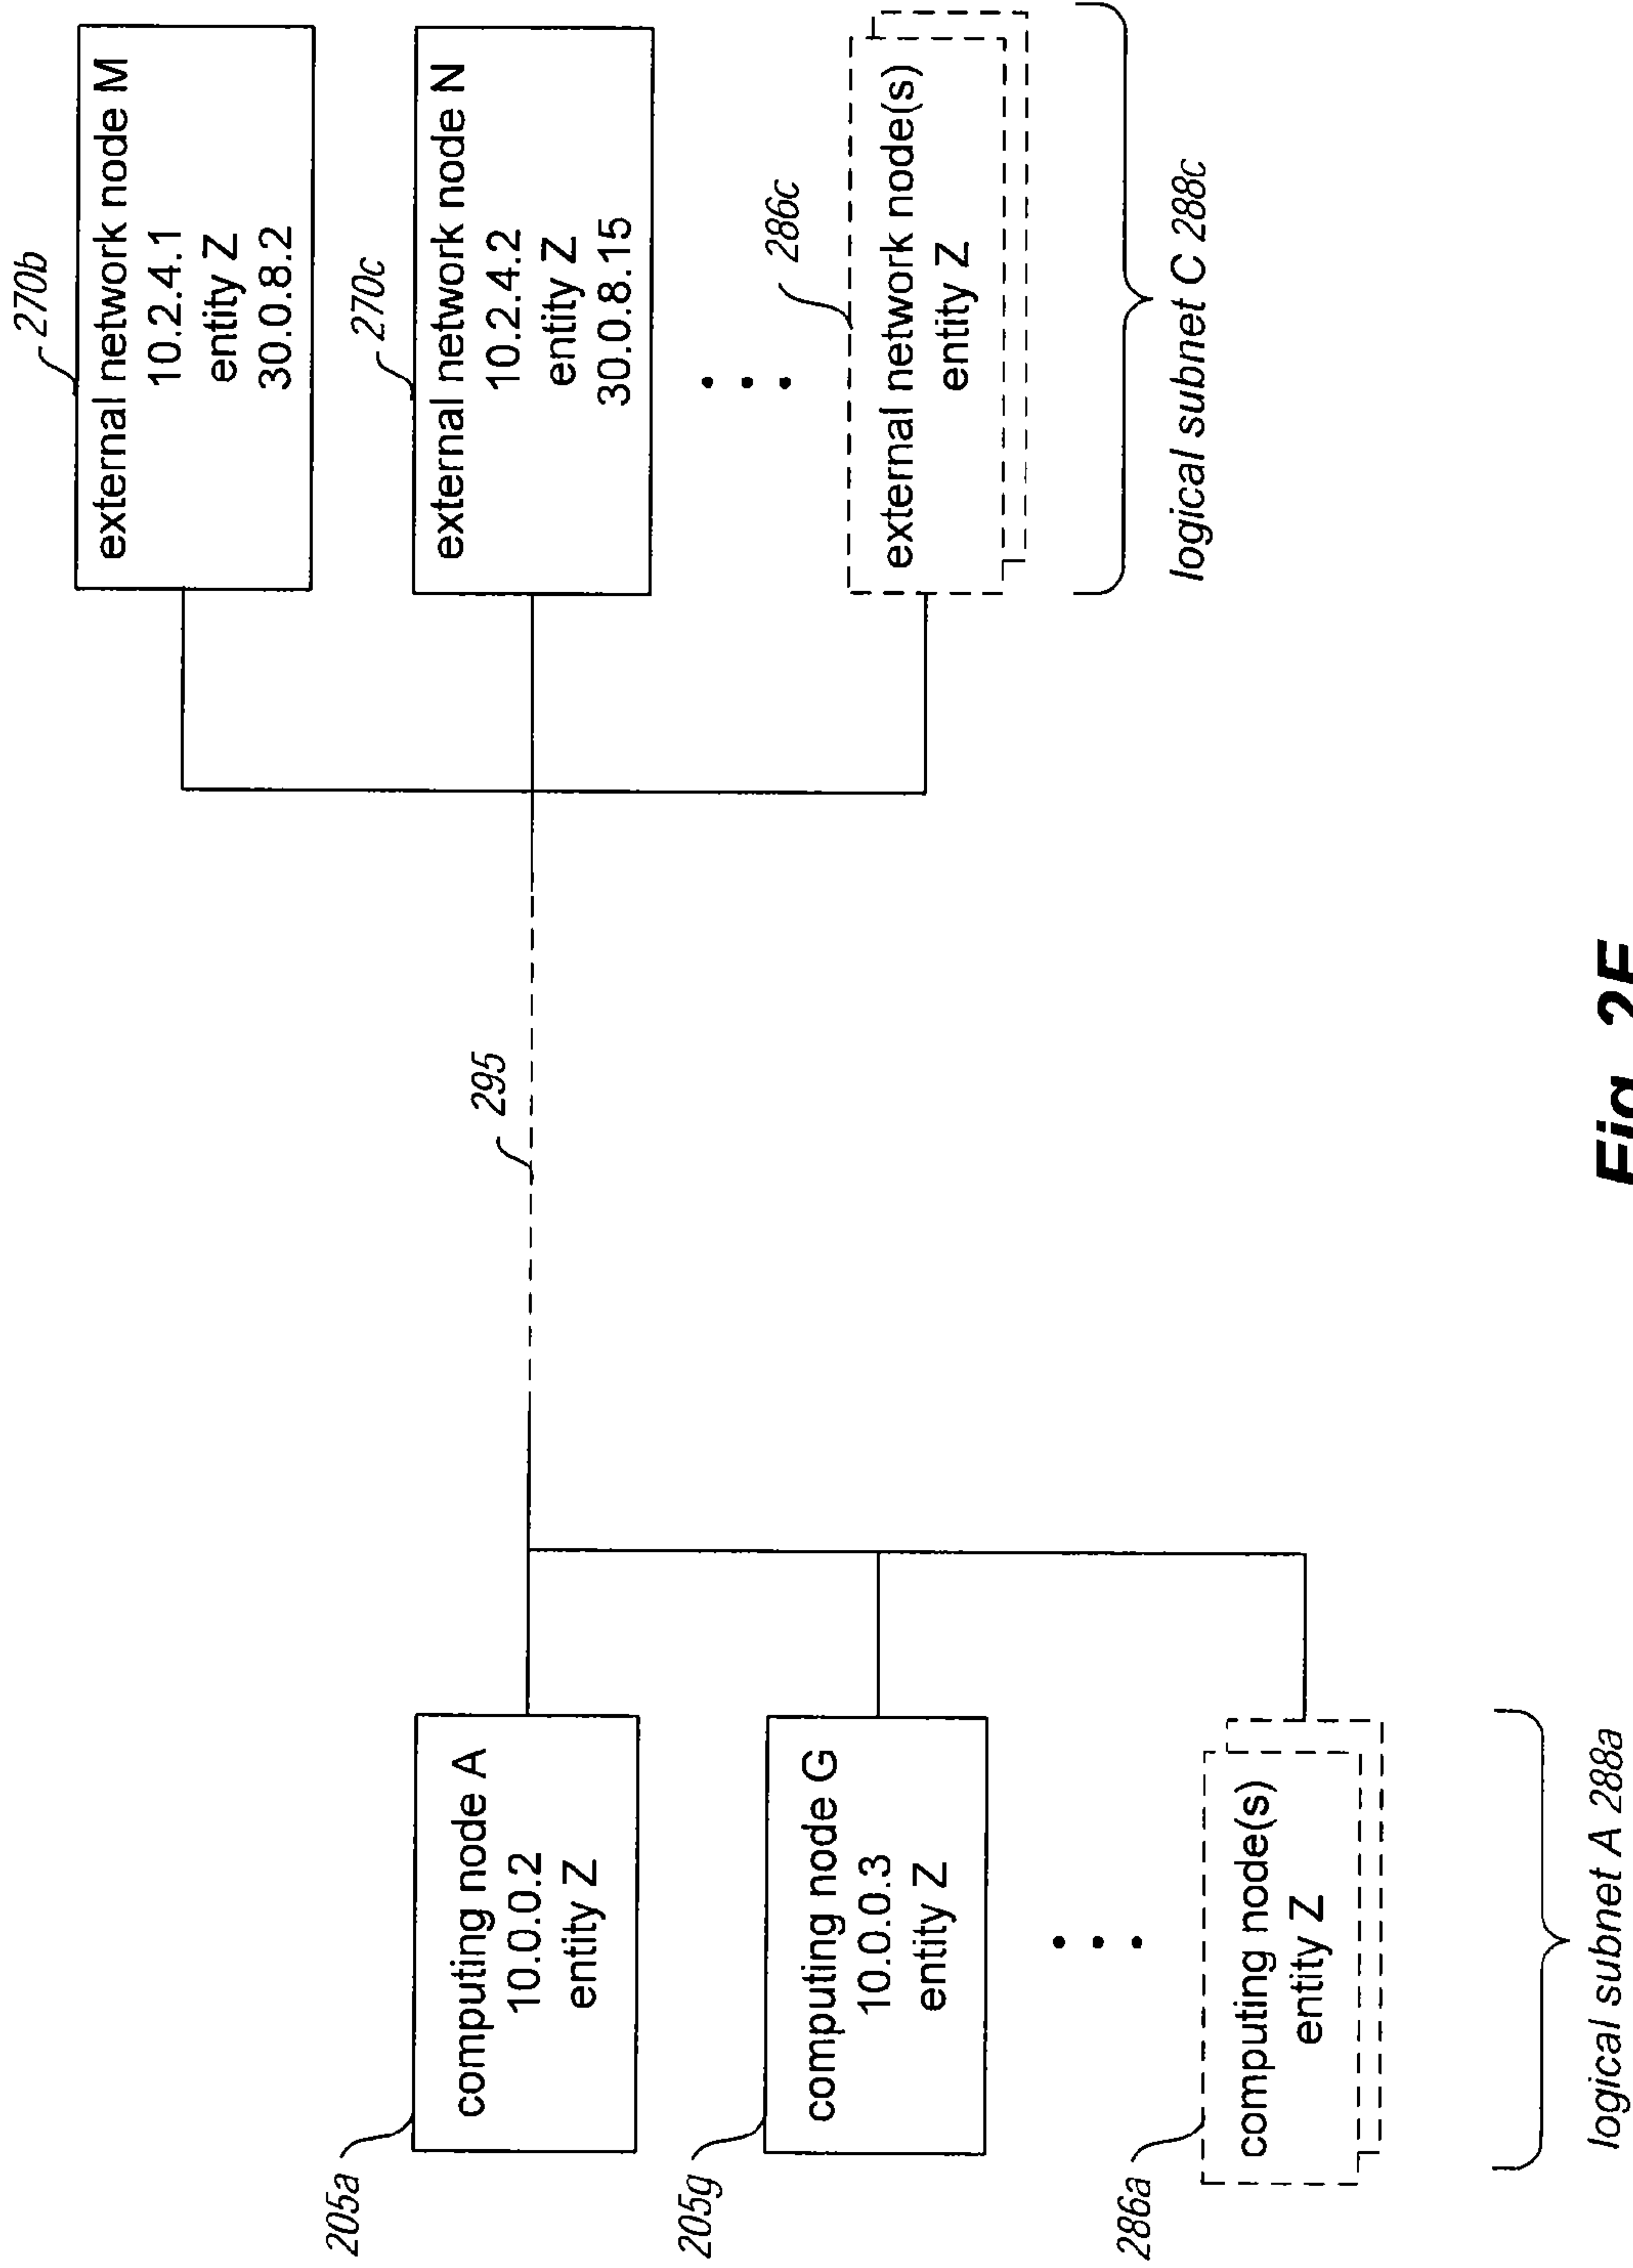 205a
computing node A
10.0.0.2
entity Z
205g
computing node G
10.0.0.3
entity Z
286a
computing node(s)
entity Z
logical subnet A 288a
295
270b
external network node M
10.2.4.1
entity Z
30.0.8.2
270c
external network node N
10.2.4.2
entity Z
30.0.8.15
286c
external network node(s)
entity Z
logical subnet C 288c
Fig.